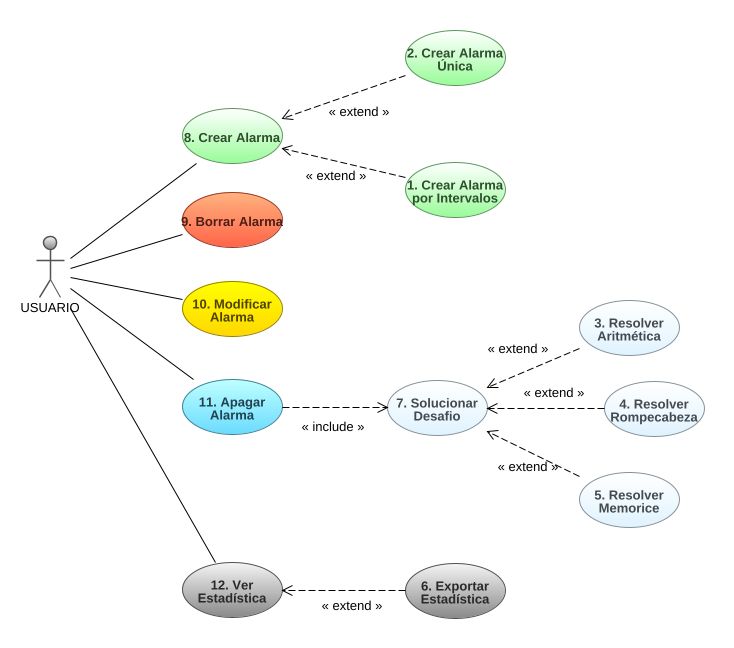 2. Crear Alarma
Única
« extend »
8. Crear Alarma
« extend »
1. Crear Alarma
por Intervalos
9. Borrar Alarma
USUARIO
10. Modificar
Alarma
3. Resolver
Aritmética
« extend »
11. Apagar
Alarma
« include »
7. Solucionar
Desafio
« extend »
4. Resolver
Rompecabeza
« extend »
5. Resolver
Memorice
12. Ver
Estadística
« extend »
6. Exportar
Estadística